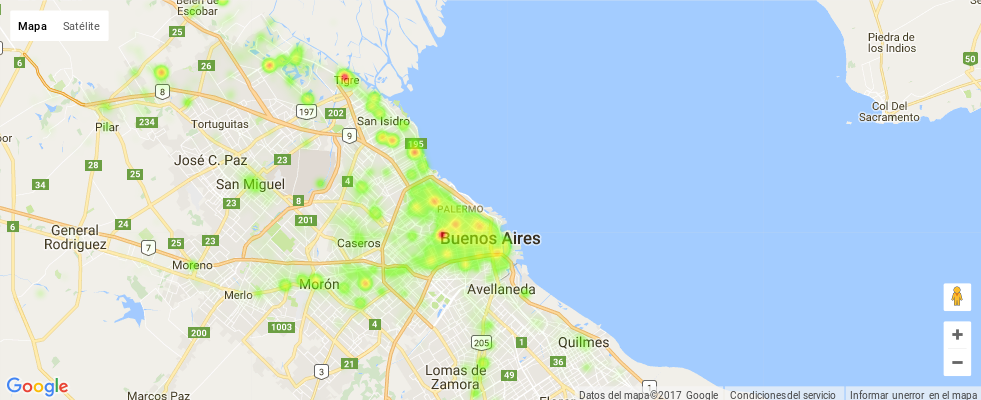 Belén de
Escobar
Mapa
Satélite
25
Piedra de
los Indios
6
26
50
Tigre
8
197
202
Col Del
Sacramento
Pilar
234
Tortuguitas
San Isidro
9
195
José C. Paz
23
28
25
34
San Miguel
4
23
8
PALERMO
201
6
General
Rodríguez
7
25
23
Caseros
Buenos Aires
Moreno
Merlo
Morón
Avellaneda
4
200
1003
205
1
Quilmes
21
36
3
Lomas de
Zamora
49
1
Google
Marcos Paz
Datos del mapa©2017 Google
Condiciones del servicio
Informar un error en el mapa